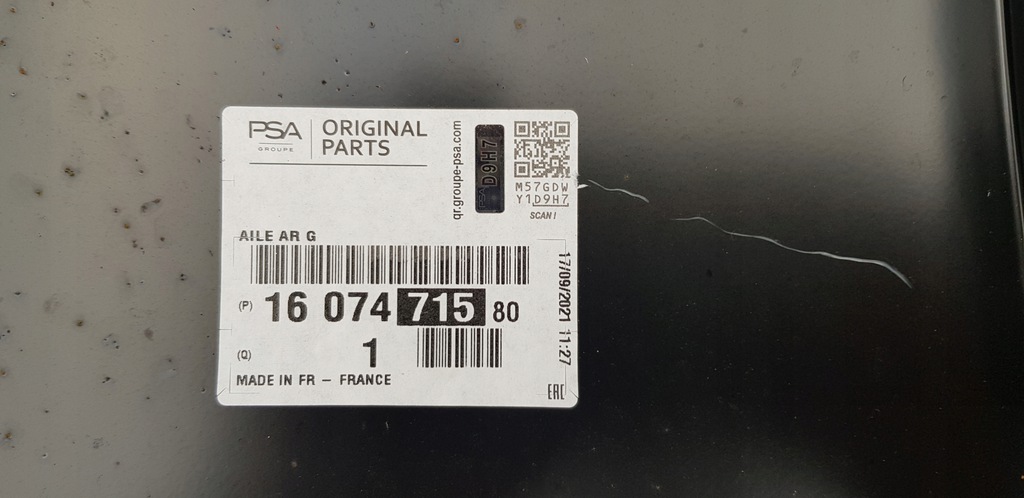 PSA
GROUPE
ORIGINAL
PARTS
qr.groupe-psa.com
D9H7
M57GDW
Y1D9H7
SCAN!
AILE AR G
(P) 16 074 715 80
(Q) 1
17/09/2021 11:27
MADE IN FR – FRANCE
EAC